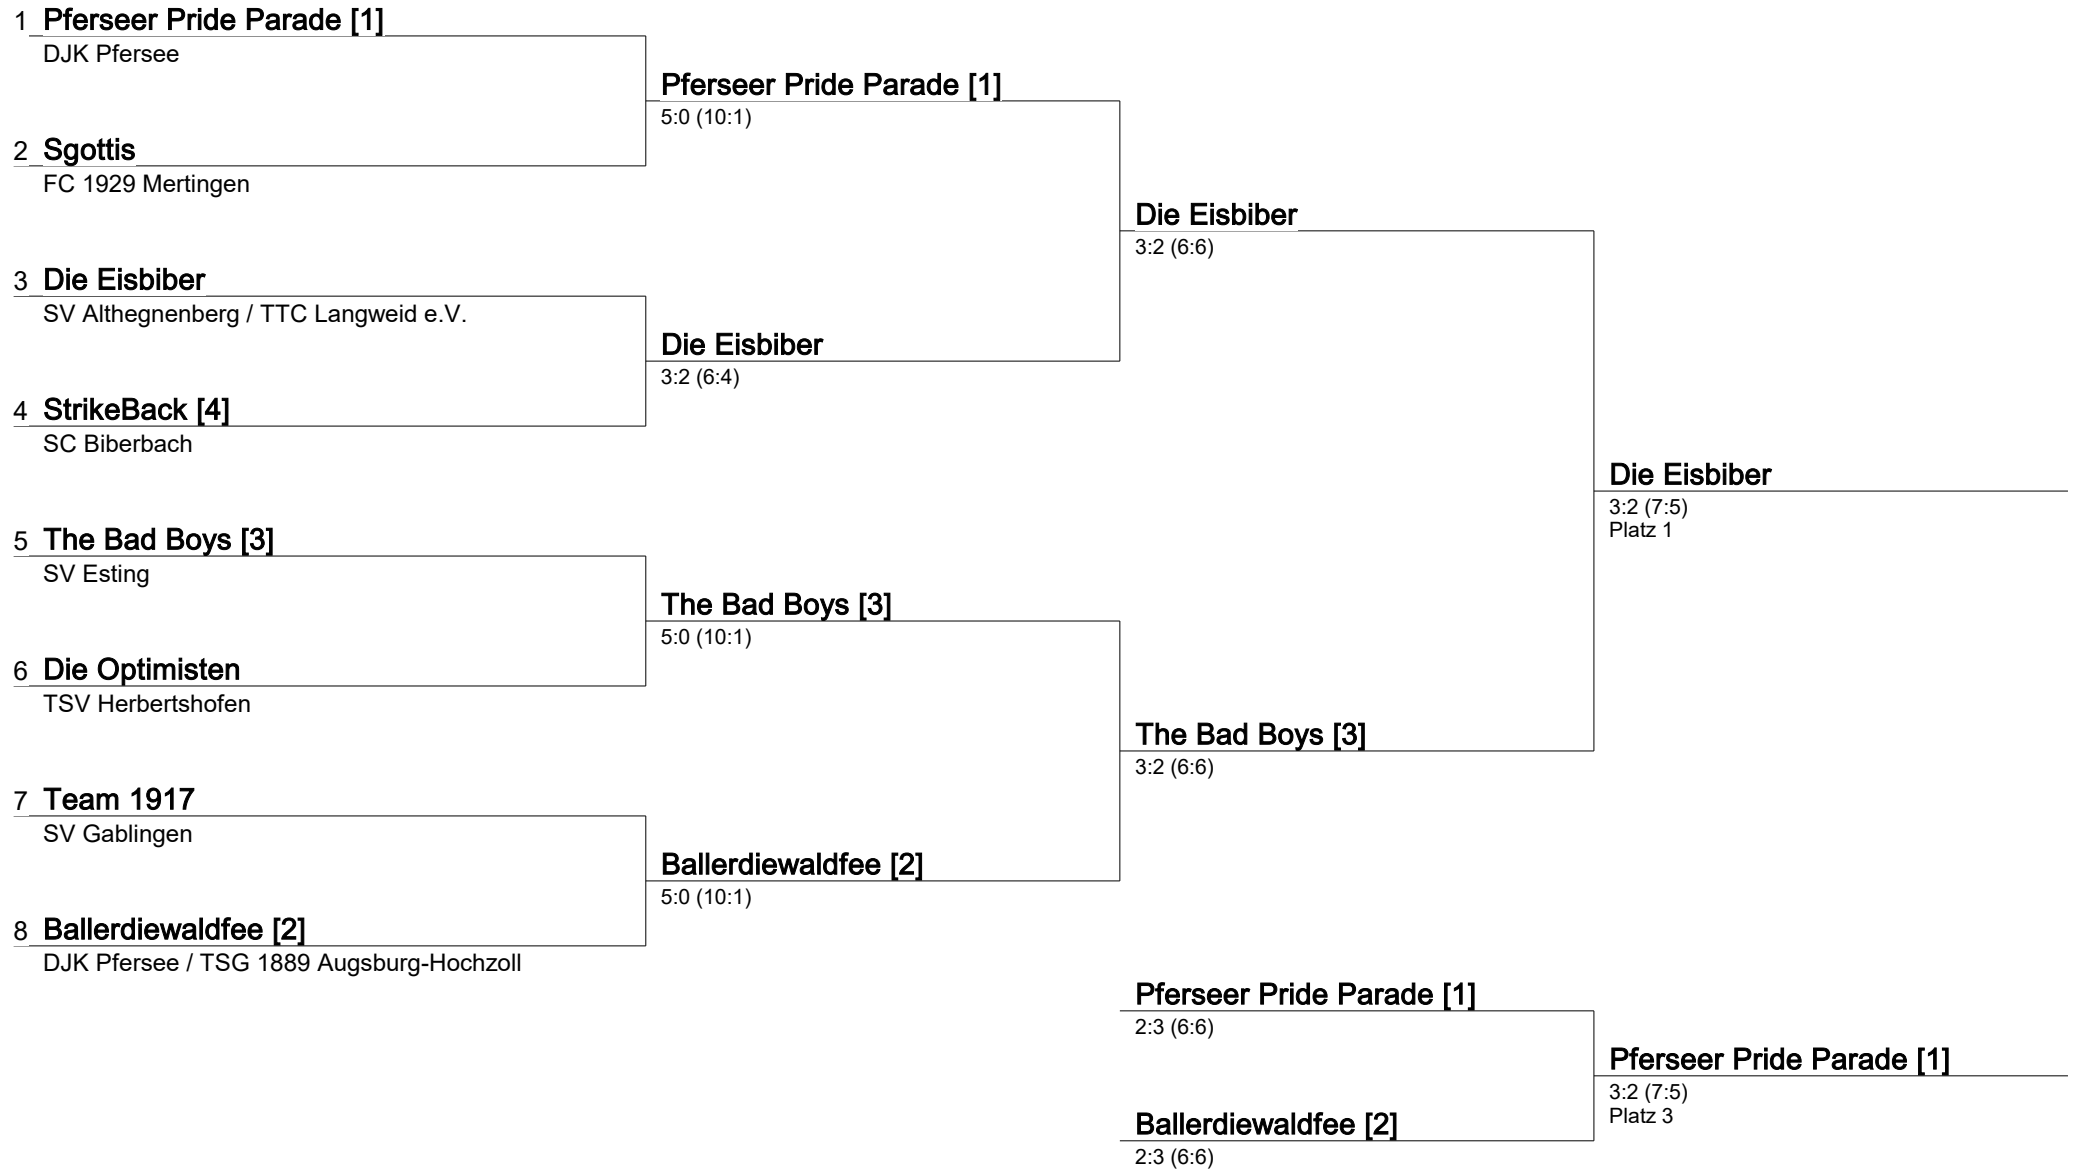 1 Pferseer Pride Parade [1]
DJK Pfersee
Pferseer Pride Parade [1]
5:0 (10:1)
2 Sgottis
FC 1929 Mertingen
Die Eisbiber
3:2 (6:6)
3 Die Eisbiber
SV Althegnenberg / TTC Langweid e.V.
Die Eisbiber
3:2 (6:4)
4 StrikeBack [4]
SC Biberbach
Die Eisbiber
3:2 (7:5)
Platz 1
5 The Bad Boys [3]
SV Esting
The Bad Boys [3]
5:0 (10:1)
6 Die Optimisten
TSV Herbertshofen
The Bad Boys [3]
3:2 (6:6)
7 Team 1917
SV Gablingen
Ballerdiewaldfee [2]
5:0 (10:1)
8 Ballerdiewaldfee [2]
DJK Pfersee / TSG 1889 Augsburg-Hochzoll
Pferseer Pride Parade [1]
2:3 (6:6)
Pferseer Pride Parade [1]
3:2 (7:5)
Platz 3
Ballerdiewaldfee [2]
2:3 (6:6)